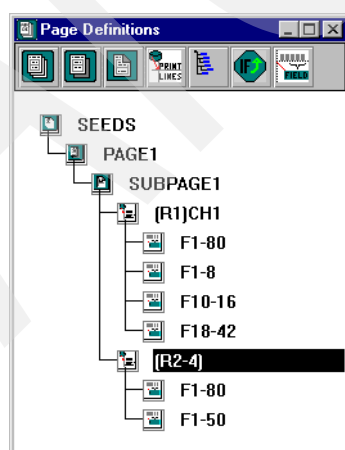 Page Definitions
PRINT
LINES
IF
FIELD
SEEDS
PAGE1
SUBPAGE1
(R1)CH1
F1-80
F1-8
F10-16
F18-42
(R2-4)
F1-80
F1-50